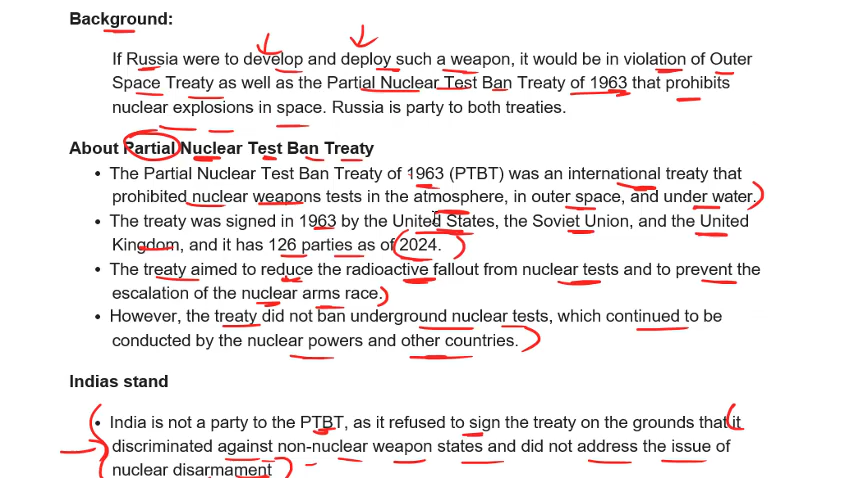 Background:
If Russia were to develop and deploy such a weapon, it would be in violation of Outer
Space Treaty as well as the Partial Nuclear Test Ban Treaty of 1963 that prohibits
nuclear explosions in space. Russia is party to both treaties.
About Partial Nuclear Test Ban Treaty
• The Partial Nuclear Test Ban Treaty of 1963 (PTBT) was an international treaty that
prohibited nuclear weapons tests in the atmosphere, in outer space, and under water.
• The treaty was signed in 1963 by the United States, the Soviet Union, and the United
Kingdom, and it has 126 parties as of 2024.
• The treaty aimed to reduce the radioactive fallout from nuclear tests and to prevent the
escalation of the nuclear arms race.
• However, the treaty did not ban underground nuclear tests, which continued to be
conducted by the nuclear powers and other countries.
Indias stand
• India is not a party to the PTBT, as it refused to sign the treaty on the grounds that it
discriminated against non-nuclear weapon states and did not address the issue of
nuclear disarmament